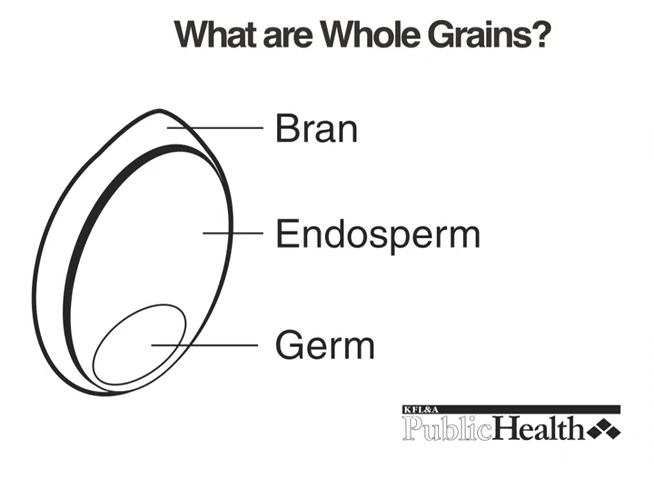 What are Whole Grains?
Bran
Endosperm
Germ
KFL&A
PublicHealth